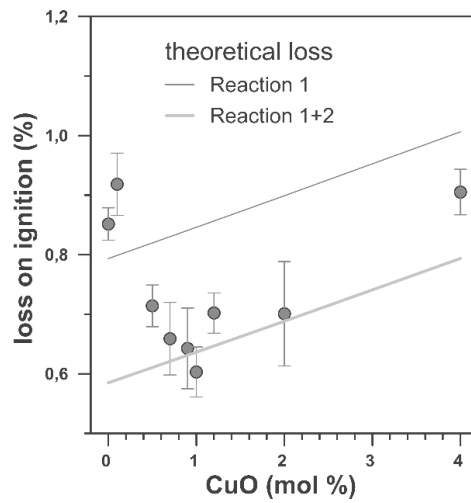 1,2
theoretical loss
Reaction 1
Reaction 1+2
1,0
0,8
0,6
loss on ignition (%)
0 1 2 3 4
CuO (mol %)